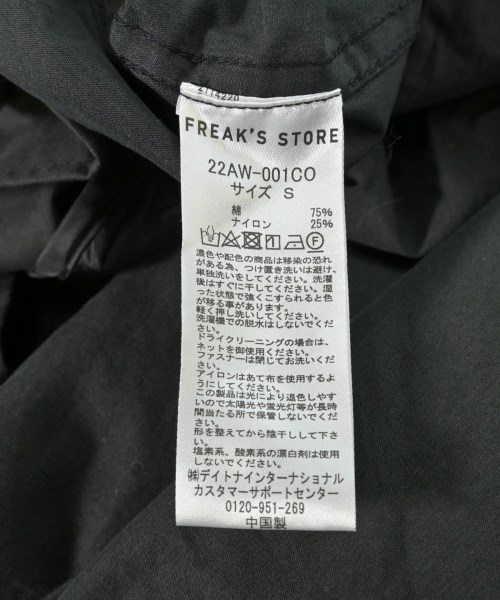 2114220
FREAK'S STORE
22AW-001CO
サイズ S
綿 75%
ナイロン 25%
濃色や配色の商品は移染の恐れ
がある為、つけ置き洗いは避け、
単独洗いをしてください。洗濯
後はすぐに干してください。湿
った状態で強くこすられると色
が移る事があります。
軽く押し洗いしてください。
洗濯機での脱水はしないでくだ
さい。
ドライクリーニングの場合は、
ネットを御使用ください。
ファスナーは閉じてお洗いくだ
さい。
アイロンはあて布を使用するよ
うにしてください。
この製品は光により退色しやす
いので太陽光や蛍光灯等が長時
間当たる所で保管しないでくだ
さい。
形を整えてから陰干しして下さ
い。
塩素系、酸素系の漂白剤は使用
しないでください。
㈱デイトナインターナショナル
カスタマーサポートセンター
0120-951-269
中国製